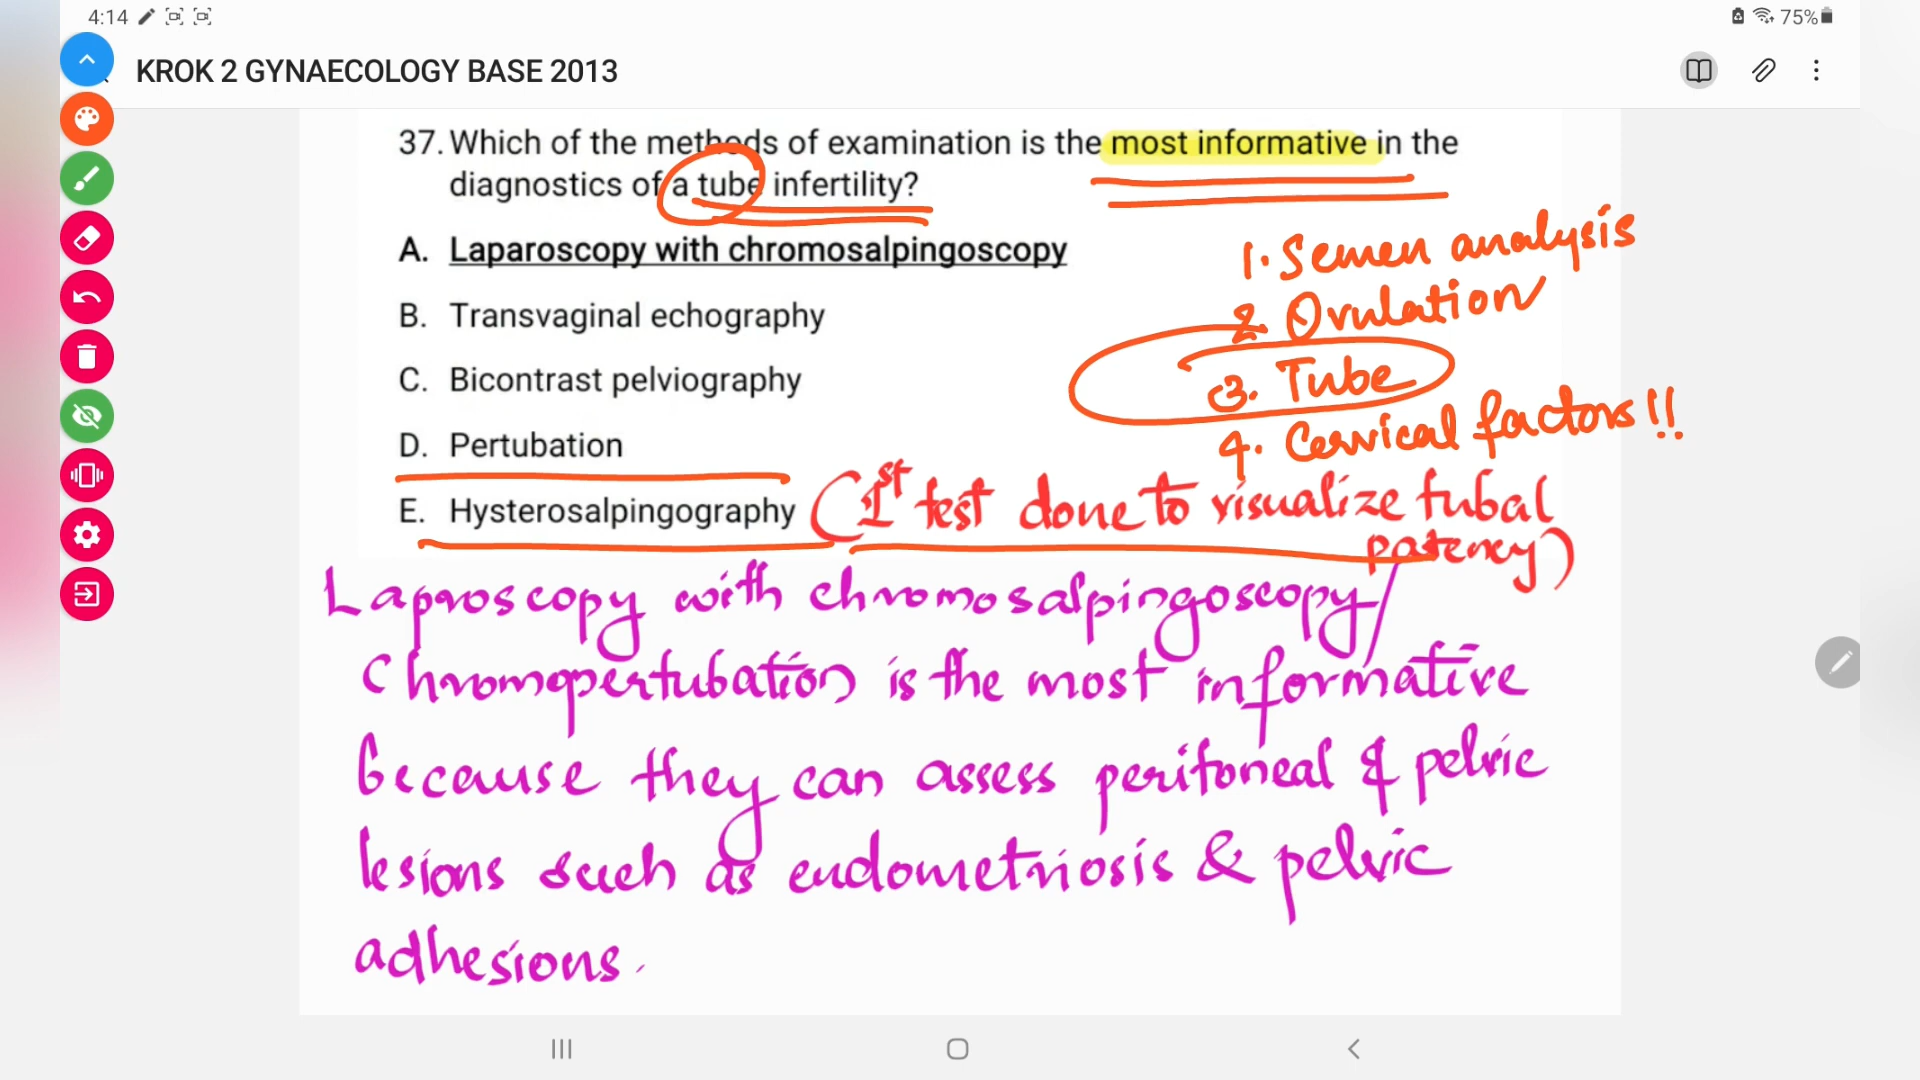 4:14
75%
KROK 2 GYNAECOLOGY BASE 2013
37. Which of the methods of examination is the most informative in the
diagnostics of a tube infertility?
A. Laparoscopy with chromosalpingoscopy
B. Transvaginal echography
C. Bicontrast pelviography
D. Pertubation
E. Hysterosalpingography
1. Semen analysis
2. Ovulation
3. Tube
4. Cervical factors !!
(1st test done to visualize tubal
patency)
Laproscopy with chromosalpingoscopy/
Chromopertubation is the most informative
because they can assess peritoneal & pelvic
lesions such as endometriosis & pelvic
adhesions.